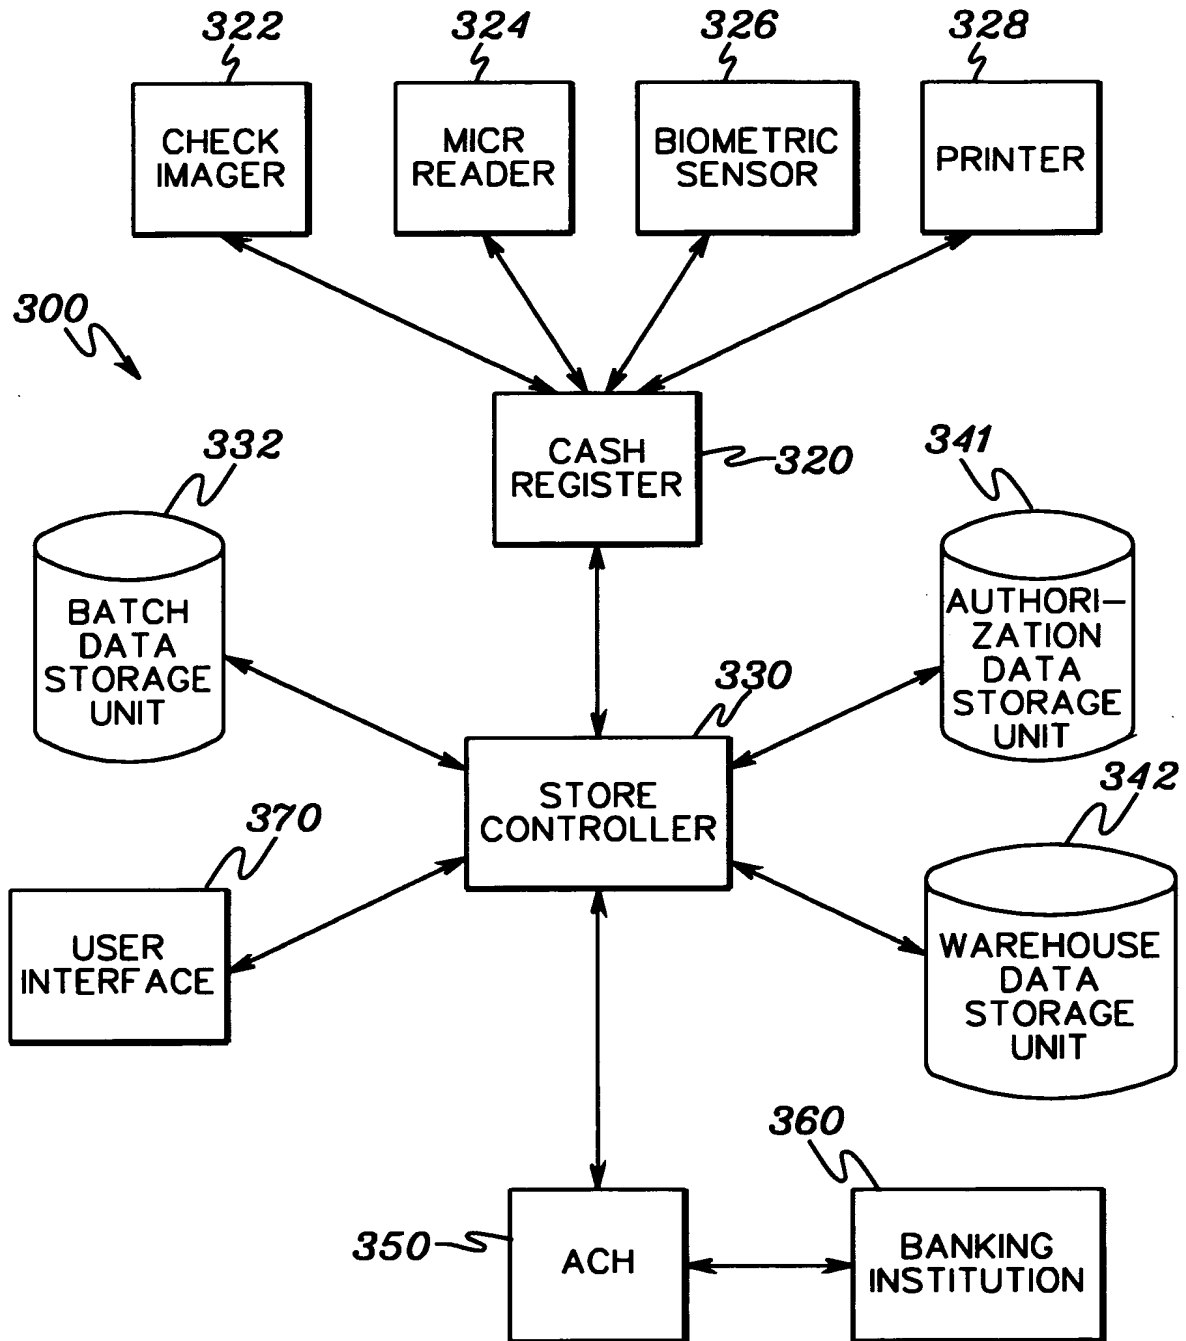 322
324
326
328
CHECK
IMAGER
MICR
READER
BIOMETRIC
SENSOR
PRINTER
300
CASH
REGISTER
320
332
341
BATCH
DATA
STORAGE
UNIT
AUTHORI-
ZATION
DATA
STORAGE
UNIT
330
STORE
CONTROLLER
342
370
USER
INTERFACE
WAREHOUSE
DATA
STORAGE
UNIT
360
350
ACH
BANKING
INSTITUTION